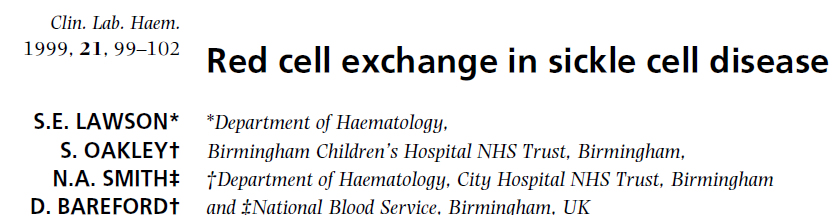 Clin. Lab. Haem.
1999, 21, 99–102
Red cell exchange in sickle cell disease
S.E. LAWSON*
S. OAKLEY†
N.A. SMITH‡
D. BAREFORD†
*Department of Haematology,
Birmingham Children's Hospital NHS Trust, Birmingham,
†Department of Haematology, City Hospital NHS Trust, Birmingham
and ‡National Blood Service, Birmingham, UK